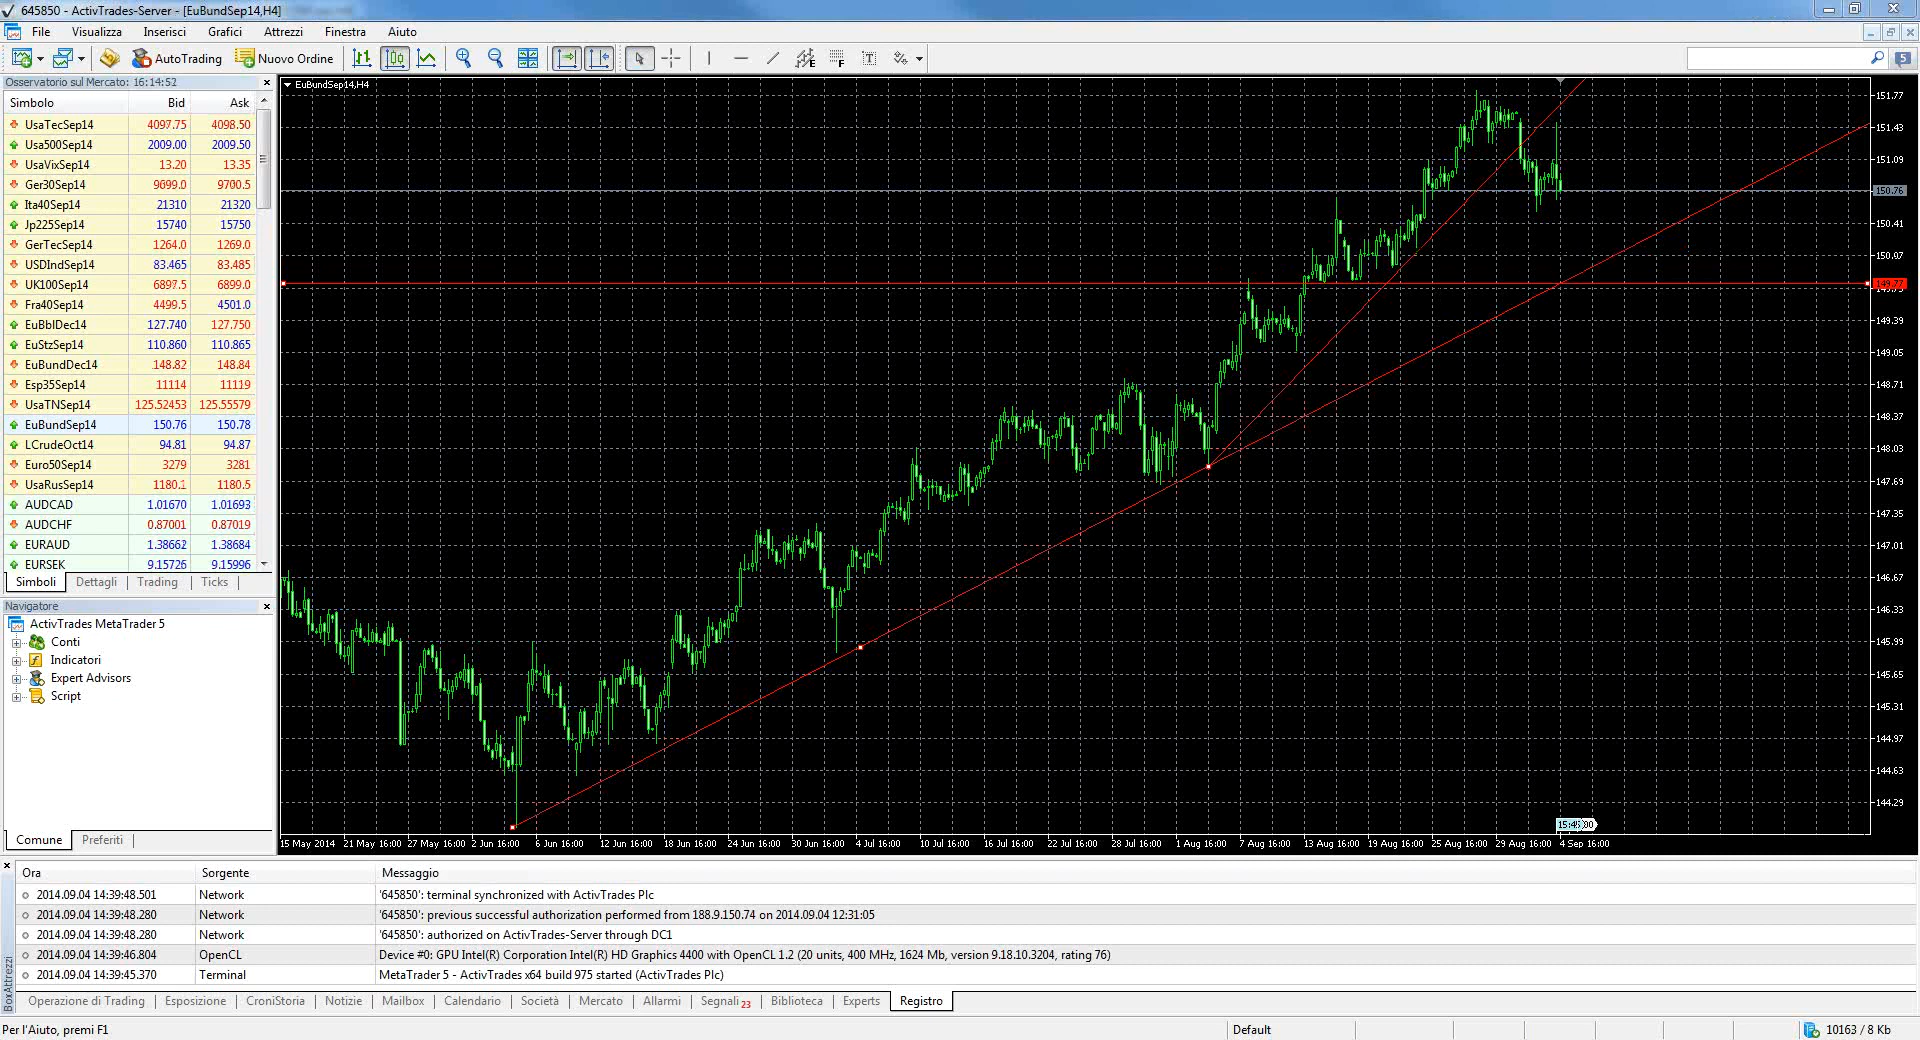 645850 - ActivTrades-Server - [EuBundSep14,H4]
File Visualizza Inserisci Grafici Attrezzi Finestra Aiuto
AutoTrading Nuovo Ordine
Osservatorio sul Mercato: 16:14:52
Simbolo Bid Ask
UsaTecSep14 4097.75 4098.50
Usa500Sep14 2009.00 2009.50
UsaVixSep14 13.20 13.35
Ger30Sep14 9699.0 9700.5
Ita40Sep14 21310 21320
Jp225Sep14 15740 15750
GerTecSep14 1264.0 1269.0
USDIndSep14 83.465 83.485
UK100Sep14 6897.5 6899.0
Fra40Sep14 4499.5 4501.0
EuBblDec14 127.740 127.750
EuStzSep14 110.860 110.865
EuBundDec14 148.82 148.84
Esp35Sep14 11114 11119
UsaTNSep14 125.52453 125.55579
EuBundSep14 150.76 150.78
LCrudeOct14 94.81 94.87
Euro50Sep14 3279 3281
UsaRusSep14 1180.1 1180.5
AUDCAD 1.01670 1.01693
AUDCHF 0.87001 0.87019
EURAUD 1.38662 1.38684
EURSEK 9.15726 9.15996
Simboli Dettagli Trading Ticks
Navigatore
ActivTrades MetaTrader 5
Conti
Indicatori
Expert Advisors
Script
Comune Preferiti
EuBundSep14,H4
151.77
151.43
151.09
150.76
150.41
150.07
149.77
149.39
149.05
148.71
148.37
148.03
147.69
147.35
147.01
146.67
146.33
145.99
145.65
145.31
144.97
144.63
144.29
15:45
15 May 2014 21 May 16:00 27 May 16:00 2 Jun 16:00 6 Jun 16:00 12 Jun 16:00 18 Jun 16:00 24 Jun 16:00 30 Jun 16:00 4 Jul 16:00 10 Jul 16:00 16 Jul 16:00 22 Jul 16:00 28 Jul 16:00 1 Aug 16:00 7 Aug 16:00 13 Aug 16:00 19 Aug 16:00 25 Aug 16:00 29 Aug 16:00 4 Sep 16:00
Ora Sorgente Messaggio
2014.09.04 14:39:48.501 Network '645850': terminal synchronized with ActivTrades Plc
2014.09.04 14:39:48.280 Network '645850': previous successful authorization performed from 188.9.150.74 on 2014.09.04 12:31:05
2014.09.04 14:39:48.280 Network '645850': authorized on ActivTrades-Server through DC1
2014.09.04 14:39:46.804 OpenCL Device #0: GPU Intel(R) Corporation Intel(R) HD Graphics 4400 with OpenCL 1.2 (20 units, 400 MHz, 1624 Mb, version 9.18.10.3204, rating 76)
2014.09.04 14:39:45.370 Terminal MetaTrader 5 - ActivTrades x64 build 975 started (ActivTrades Plc)
BoxAttrezzi
Operazione di Trading Esposizione CroniStoria Notizie Mailbox Calendario Società Mercato Allarmi Segnali 23 Biblioteca Experts Registro
Per l'Aiuto, premi F1 Default 10163 / 8 Kb